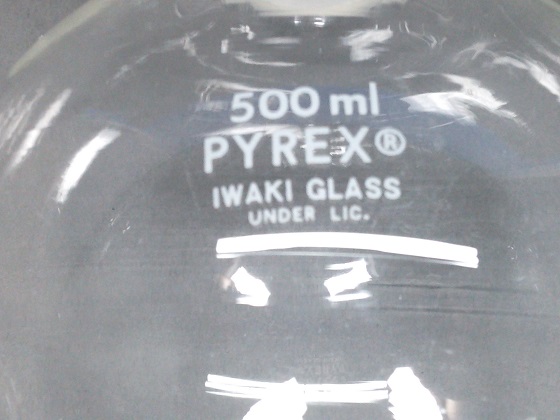 500 ml
PYREX®
IWAKI GLASS
UNDER LIC.